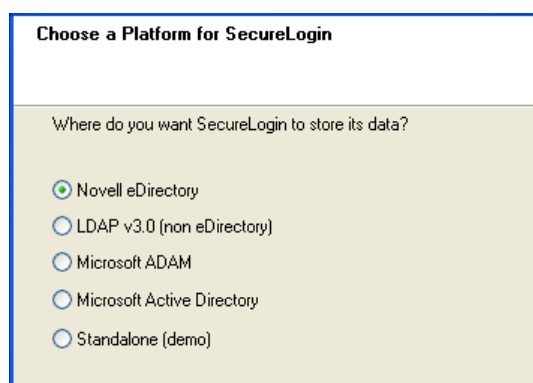 Choose a Platform for SecureLogin
Where do you want SecureLogin to store its data?
Novell eDirectory
LDAP v3.0 (non eDirectory)
Microsoft ADAM
Microsoft Active Directory
Standalone (demo)